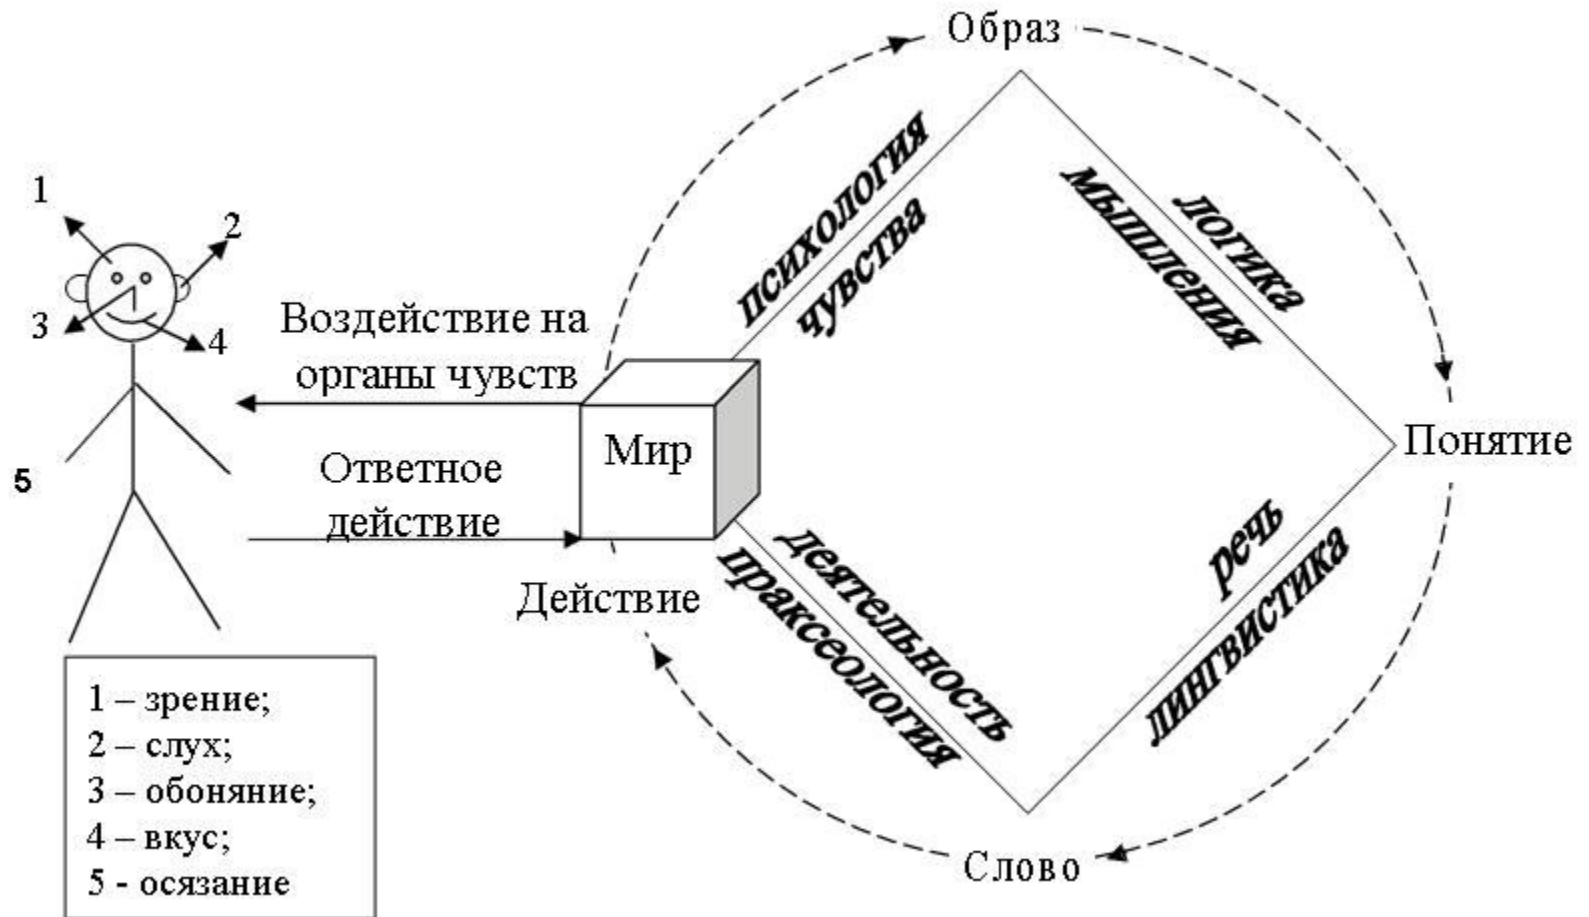 Образ
психология
чувства
логика
мышления
1
2
3
4
5
Воздействие на
органы чувств
Мир
Понятие
Ответное
действие
Действие
деятельность
праксеология
речь
лингвистика
Слово
1 – зрение;
2 – слух;
3 – обоняние;
4 – вкус;
5 - осязание